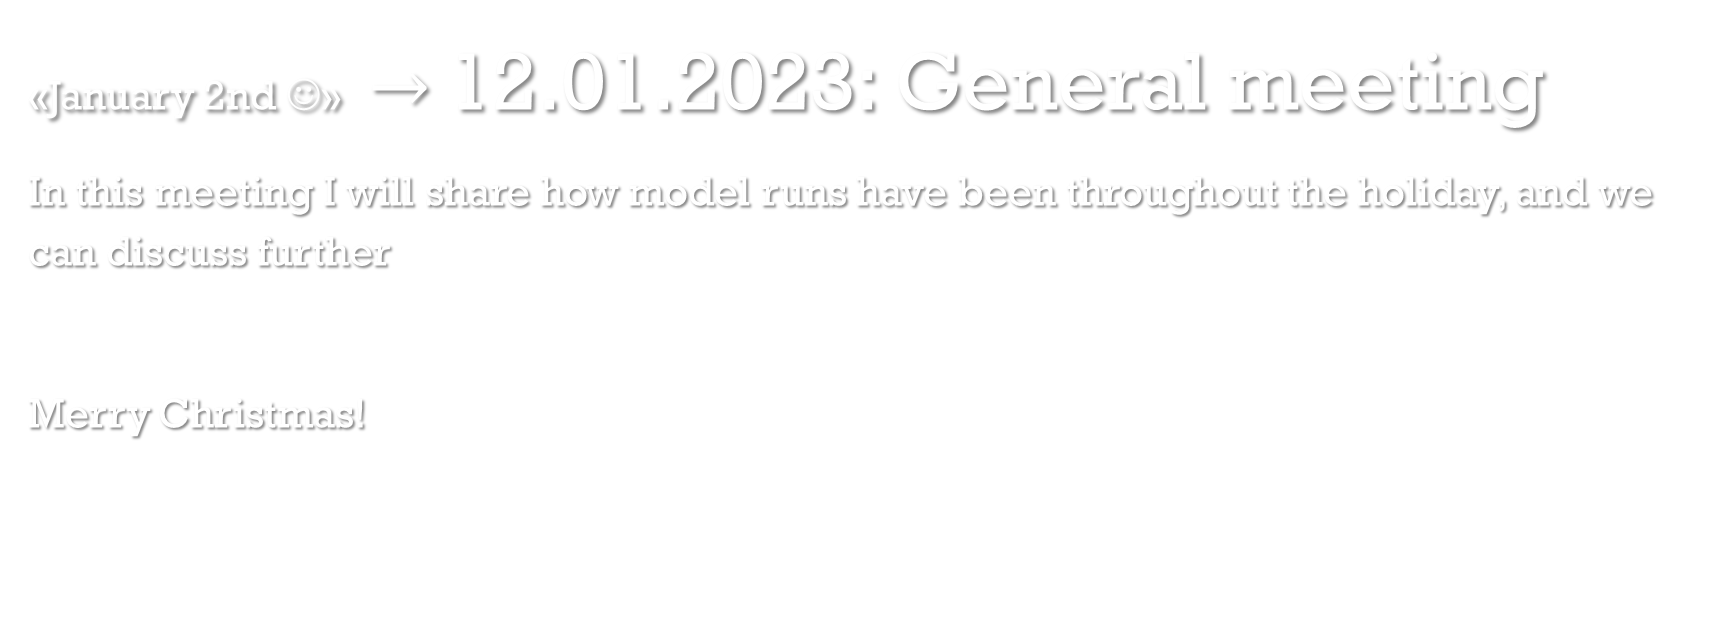 «January 2nd ☺» → 12.01.2023: General meeting
In this meeting I will share how model runs have been throughout the holiday, and we
can discuss further
Merry Christmas!